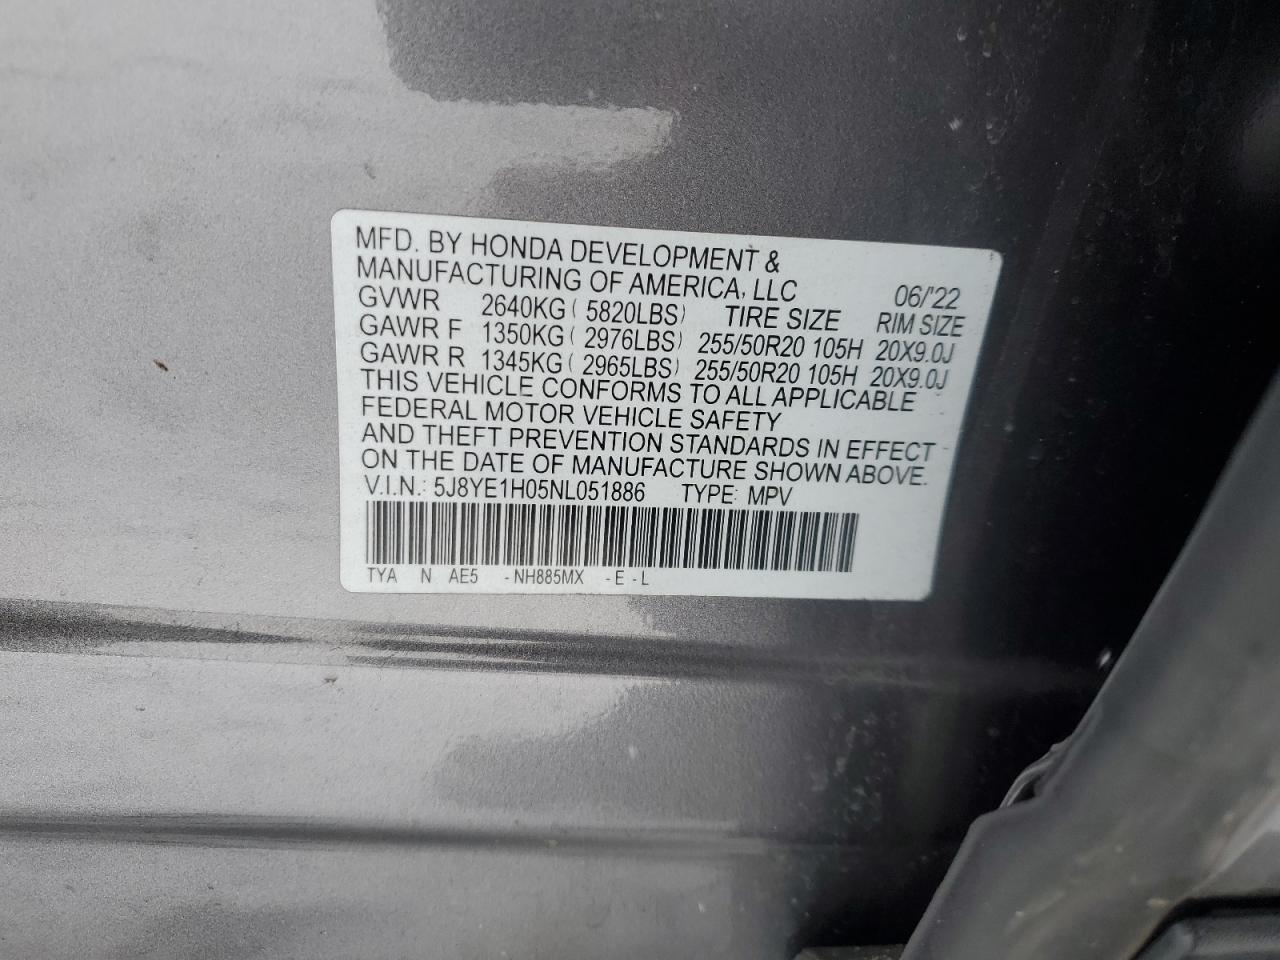 MFD. BY HONDA DEVELOPMENT &
MANUFACTURING OF AMERICA, LLC 06/'22
GVWR 2640KG ( 5820LBS) TIRE SIZE RIM SIZE
GAWR F 1350KG ( 2976LBS) 255/50R20 105H 20X9.0J
GAWR R 1345KG ( 2965LBS) 255/50R20 105H 20X9.0J
THIS VEHICLE CONFORMS TO ALL APPLICABLE
FEDERAL MOTOR VEHICLE SAFETY
AND THEFT PREVENTION STANDARDS IN EFFECT
ON THE DATE OF MANUFACTURE SHOWN ABOVE.
V.I.N.: 5J8YE1H05NL051886 TYPE: MPV
TYA N AE5 -NH885MX -E -L